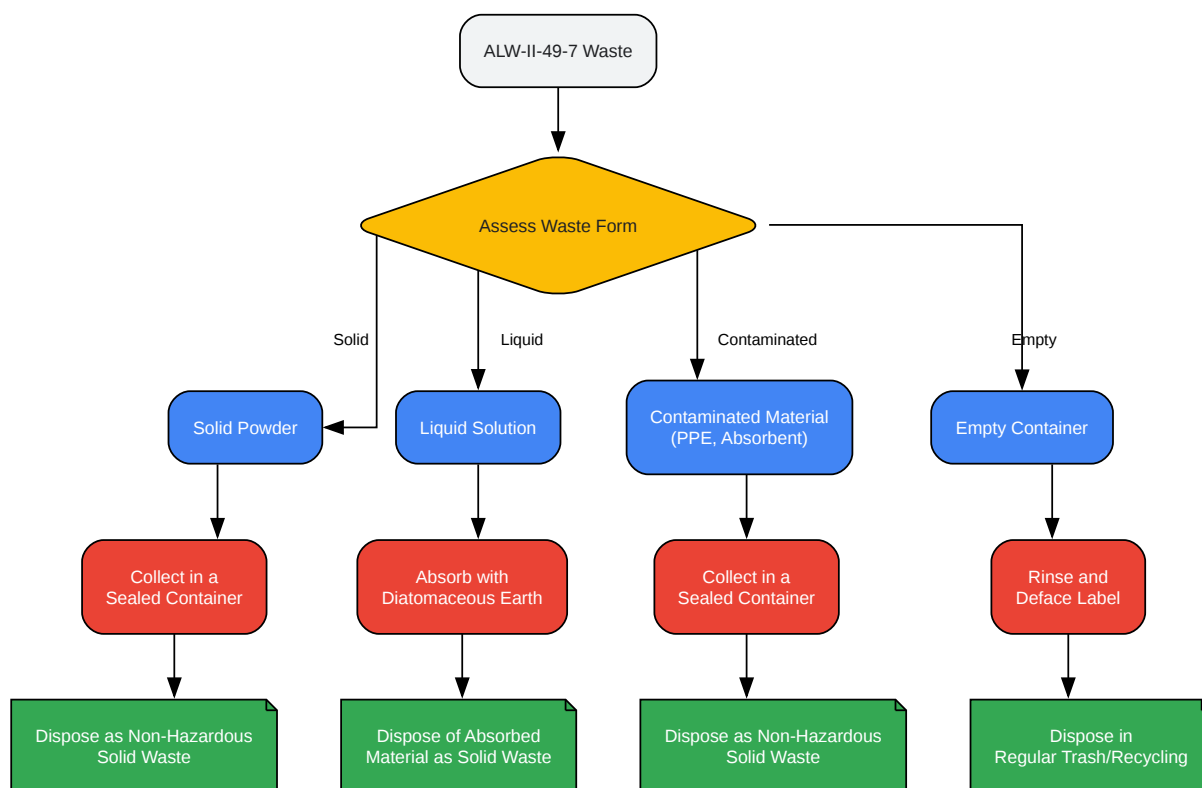 ALW-II-49-7 Waste
Assess Waste Form
Solid
Liquid
Contaminated
Empty
Solid Powder
Liquid Solution
Contaminated Material
(PPE, Absorbent)
Empty Container
Collect in a
Sealed Container
Absorb with
Diatomaceous Earth
Collect in a
Sealed Container
Rinse and
Deface Label
Dispose as Non-Hazardous
Solid Waste
Dispose of Absorbed
Material as Solid Waste
Dispose as Non-Hazardous
Solid Waste
Dispose in
Regular Trash/Recycling